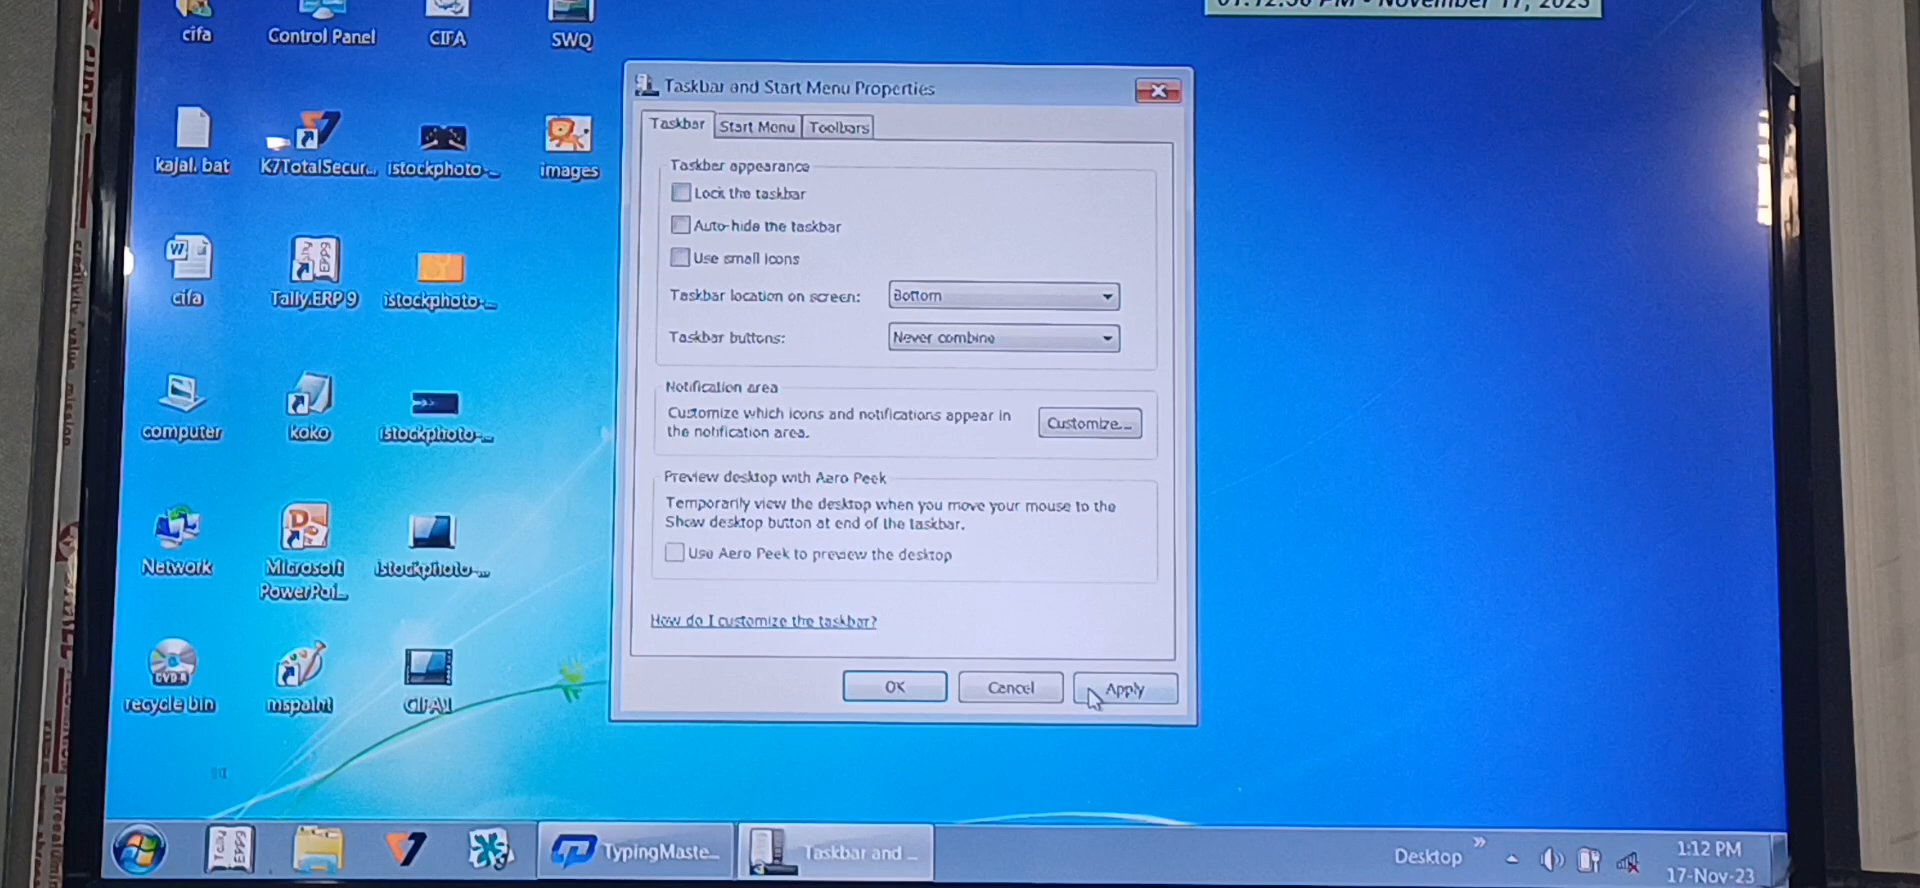 01:12:56 PM - November 17, 2023
cifa
Control Panel
CIFA
SWQ
kajal. bat
K7TotalSecur...
istockphoto-...
images
cifa
Tally.ERP 9
istockphoto-...
computer
koko
istockphoto-...
Network
Microsoft
PowerPoi...
istockphoto-...
recycle bin
mspaint
CIFA1
Taskbar and Start Menu Properties
Taskbar
Start Menu
Toolbars
Taskbar appearance
Lock the taskbar
Auto-hide the taskbar
Use small icons
Taskbar location on screen:
Bottom
Taskbar buttons:
Never combine
Notification area
Customize which icons and notifications appear in
the notification area.
Customize...
Preview desktop with Aero Peek
Temporarily view the desktop when you move your mouse to the
Show desktop button at end of the taskbar.
Use Aero Peek to preview the desktop
How do I customize the taskbar?
OK
Cancel
Apply
TypingMaste...
Taskbar and ...
Desktop
1:12 PM
17-Nov-23